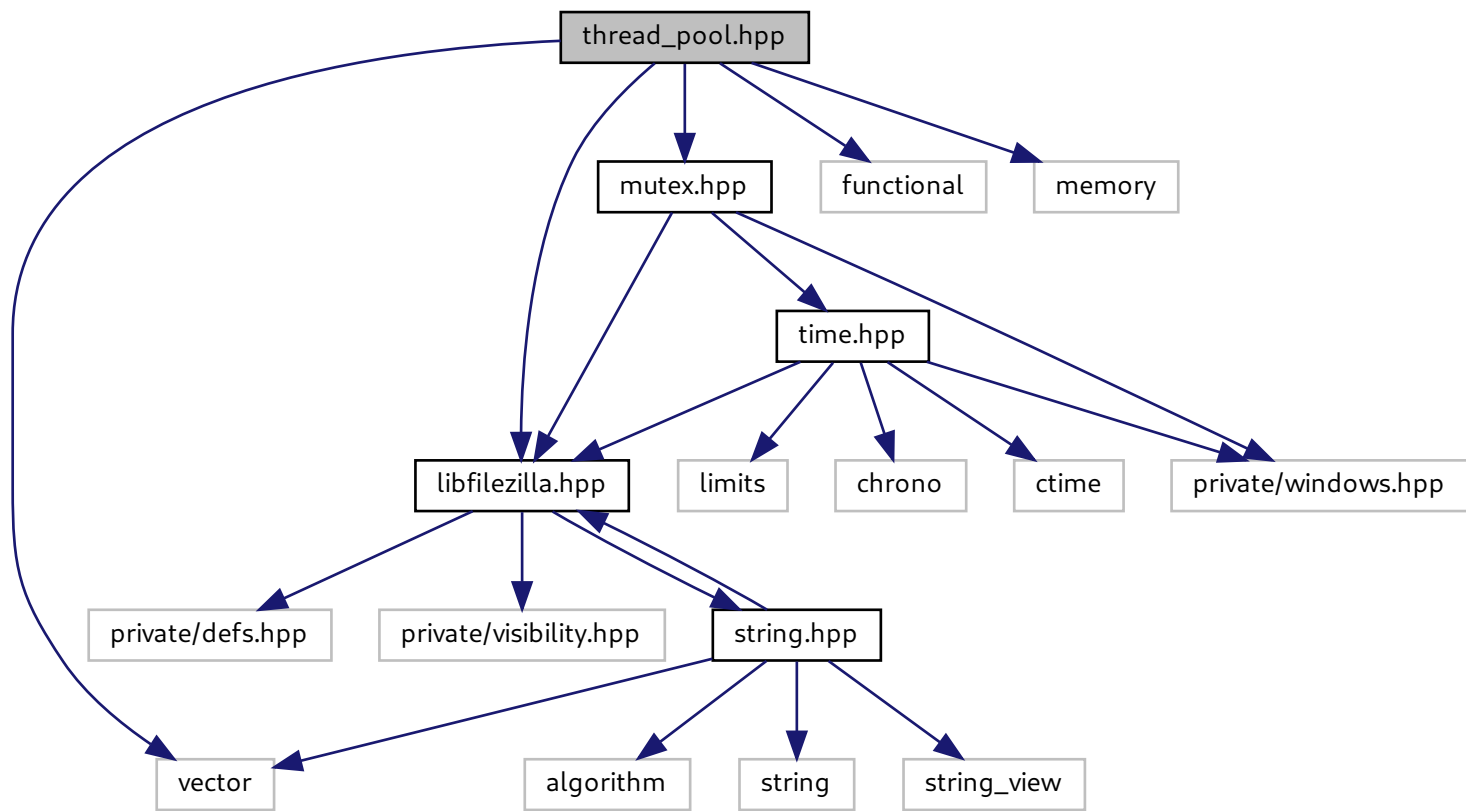 thread_pool.hpp
mutex.hpp
functional
memory
time.hpp
libfilezilla.hpp
limits
chrono
ctime
private/windows.hpp
private/defs.hpp
private/visibility.hpp
string.hpp
vector
algorithm
string
string_view